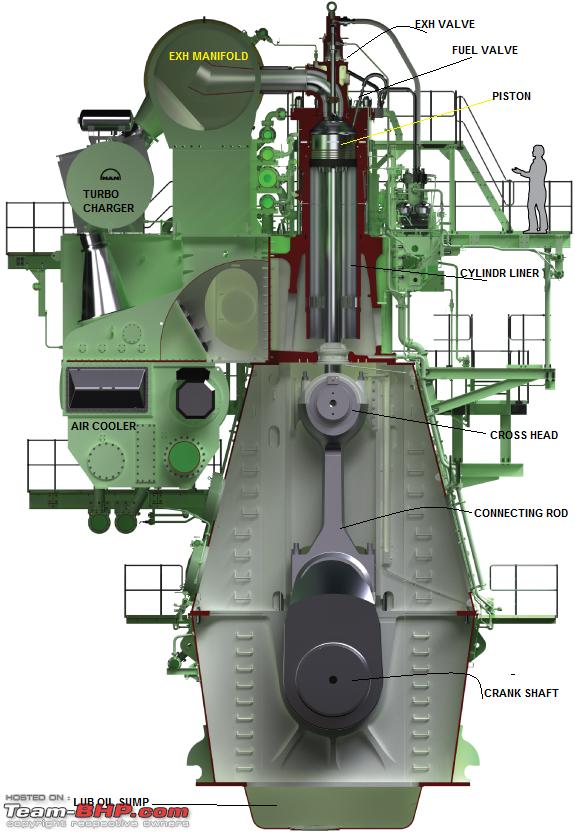 EXH VALVE
EXH MANIFOLD
FUEL VALVE
PISTON
MAN
TURBO
CHARGER
CYLINDR LINER
AIR COOLER
CROSS HEAD
CONNECTING ROD
CRANK SHAFT
HOSTED ON :
LUB OIL SUMP
Team-BHP.com
copyright respective owners